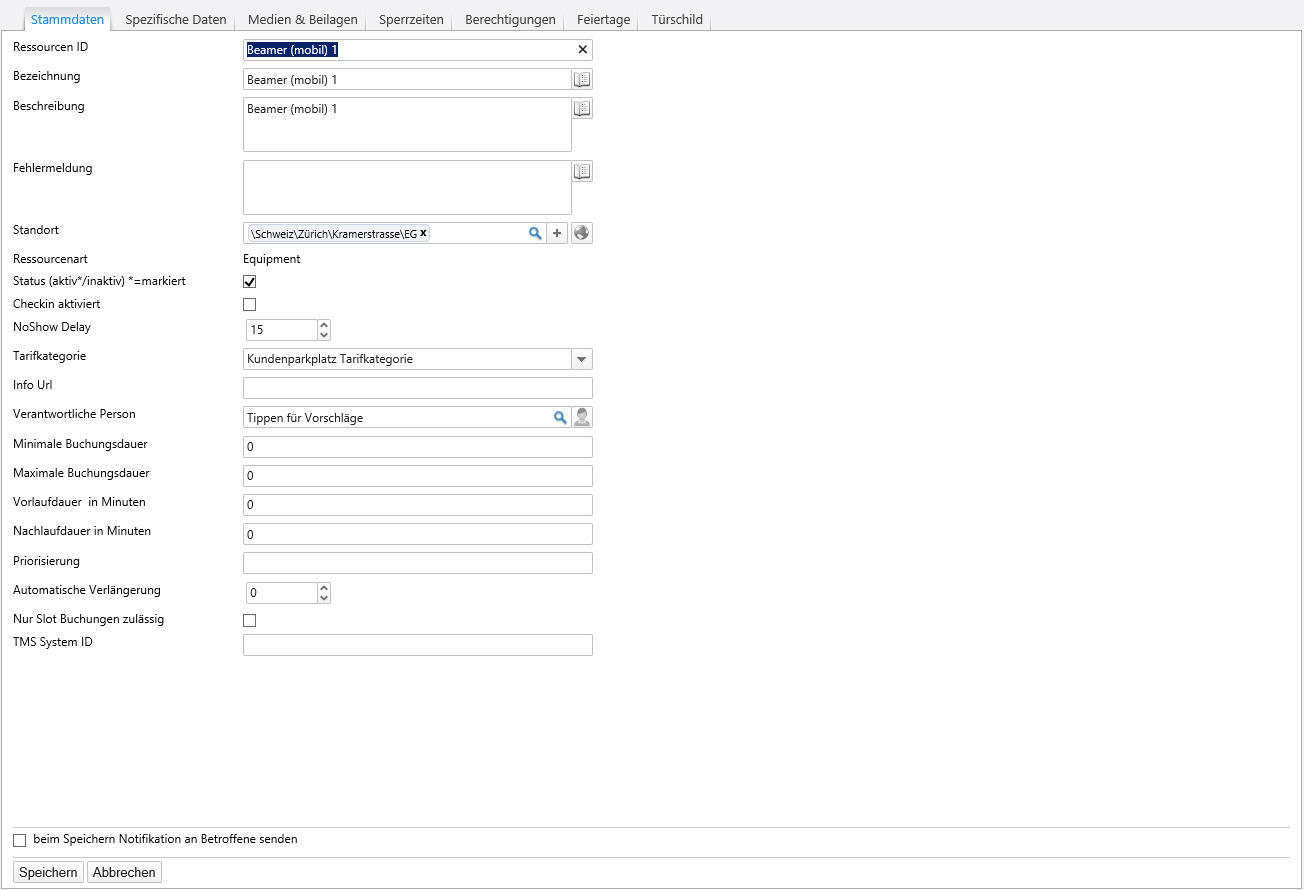 Stammdaten Spezifische Daten Medien & Beilagen Sperrzeiten Berechtigungen Feiertage Türschild
Ressourcen ID Beamer (mobil) 1
Bezeichnung Beamer (mobil) 1
Beschreibung Beamer (mobil) 1
Fehlermeldung
Standort \Schweiz\Zürich\Kramerstrasse\EG x
Ressourcenart Equipment
Status (aktiv*/inaktiv) *=markiert
Checkin aktiviert
NoShow Delay 15
Tarifkategorie Kundenparkplatz Tarifkategorie
Info Url
Verantwortliche Person Tippen für Vorschläge
Minimale Buchungsdauer 0
Maximale Buchungsdauer 0
Vorlaufdauer in Minuten 0
Nachlaufdauer in Minuten 0
Priorisierung
Automatische Verlängerung 0
Nur Slot Buchungen zulässig
TMS System ID
beim Speichern Notifikation an Betroffene senden
Speichern Abbrechen